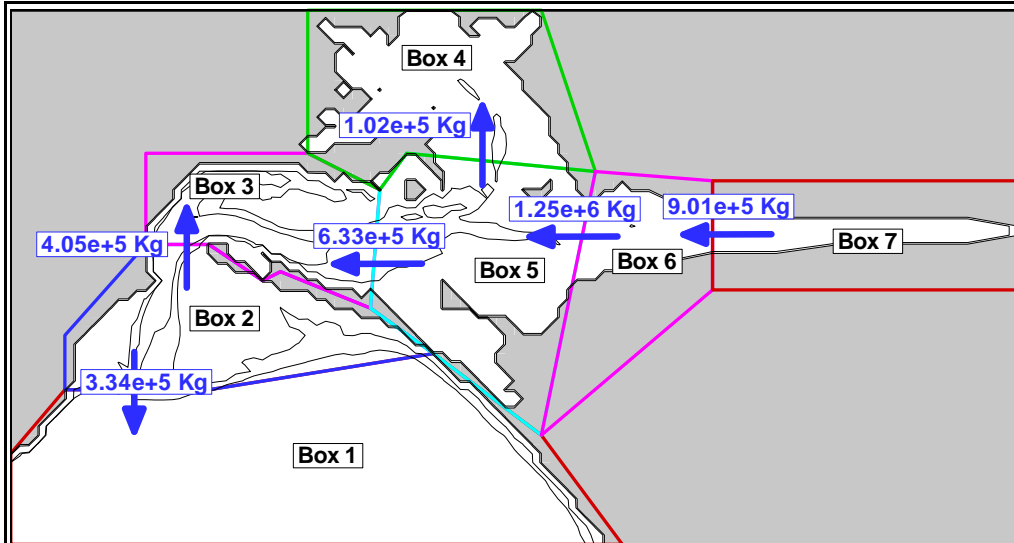 Box 4
1.02e+5 Kg
Box 3
1.25e+6 Kg
9.01e+5 Kg
4.05e+5 Kg
6.33e+5 Kg
Box 7
Box 5
Box 6
Box 2
3.34e+5 Kg
Box 1